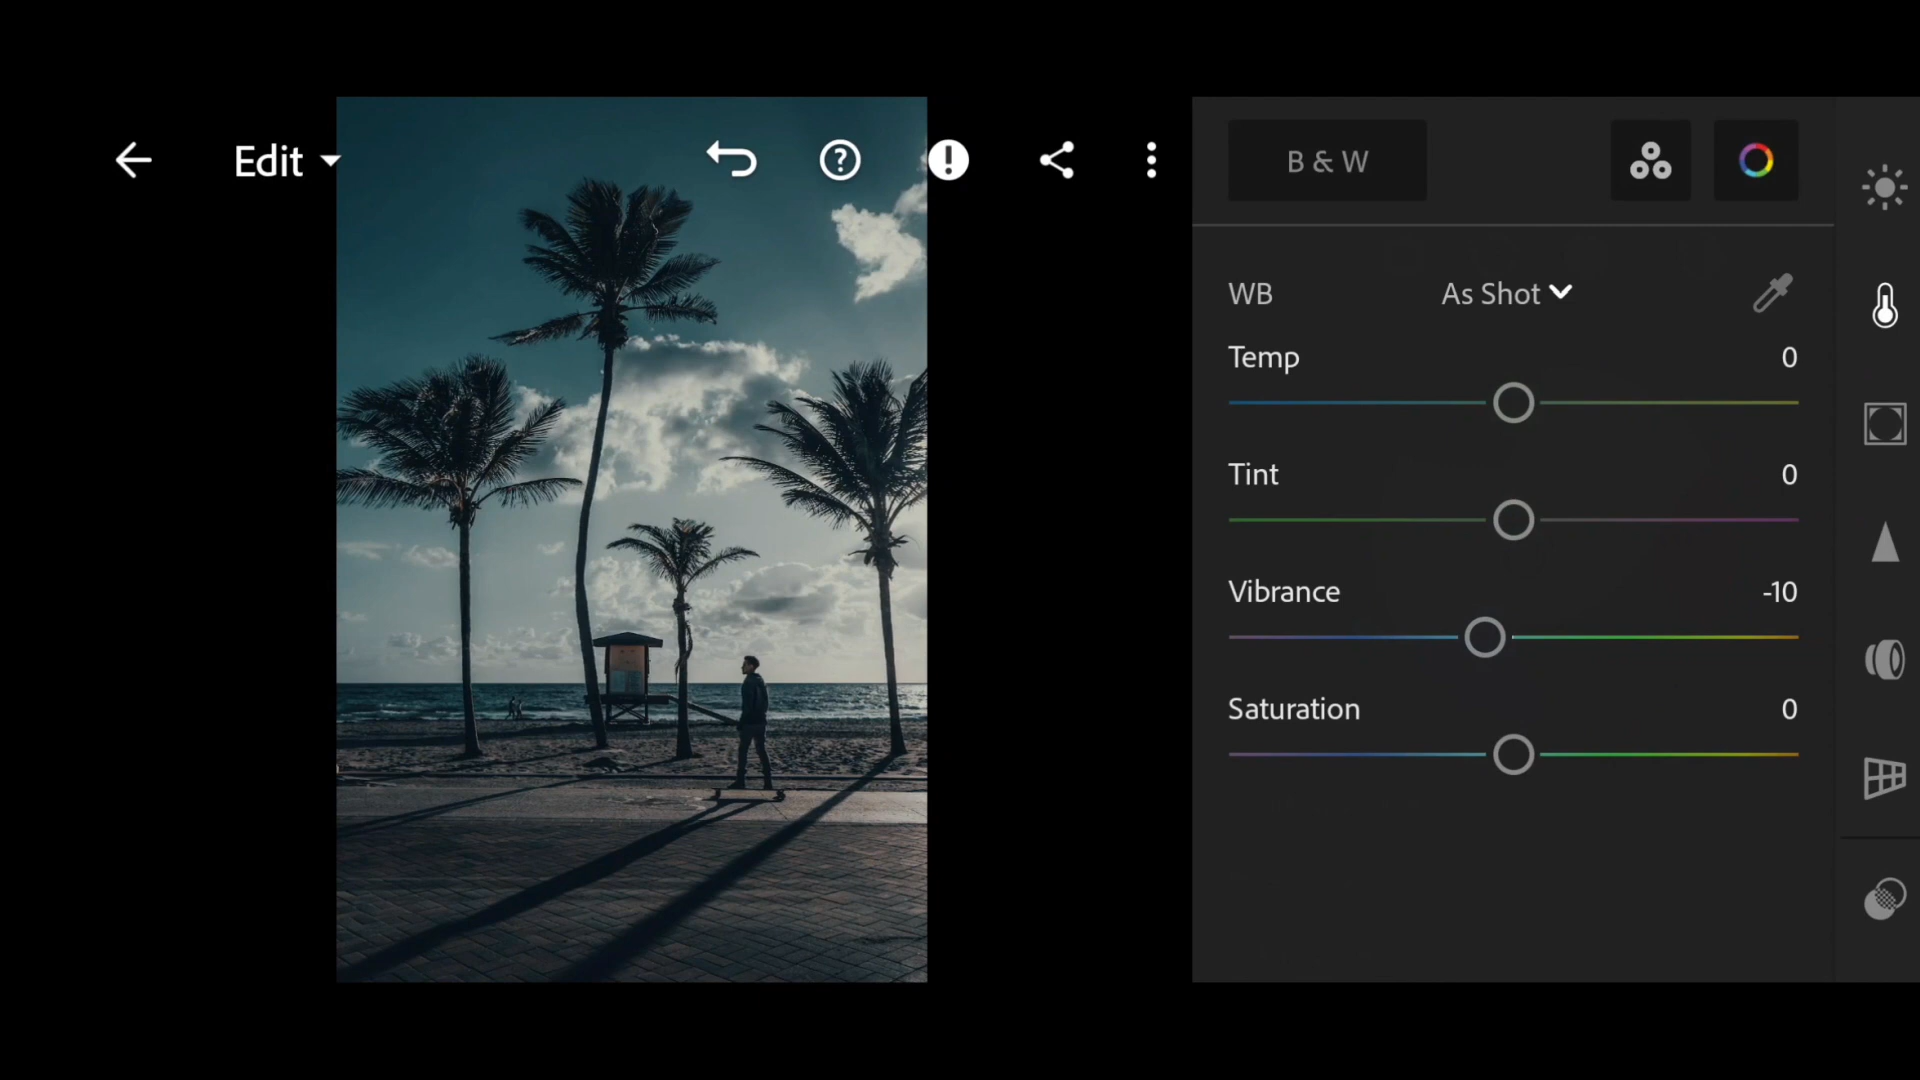 Edit
B & W
WB As Shot
Temp 0
Tint 0
Vibrance -10
Saturation 0